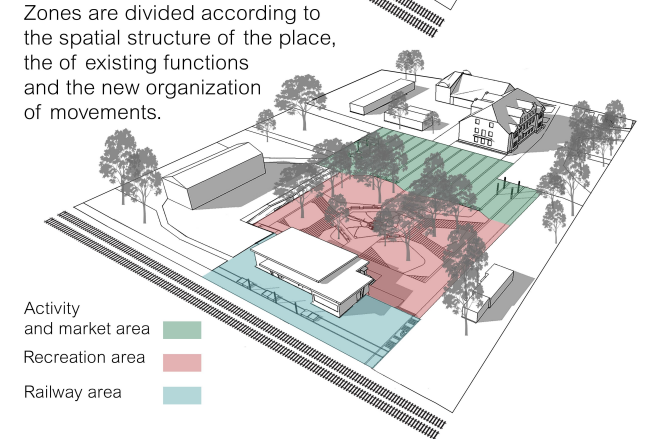 Zones are divided according to
the spatial structure of the place,
the of existing functions
and the new organization
of movements.
Activity
and market area
Recreation area
Railway area